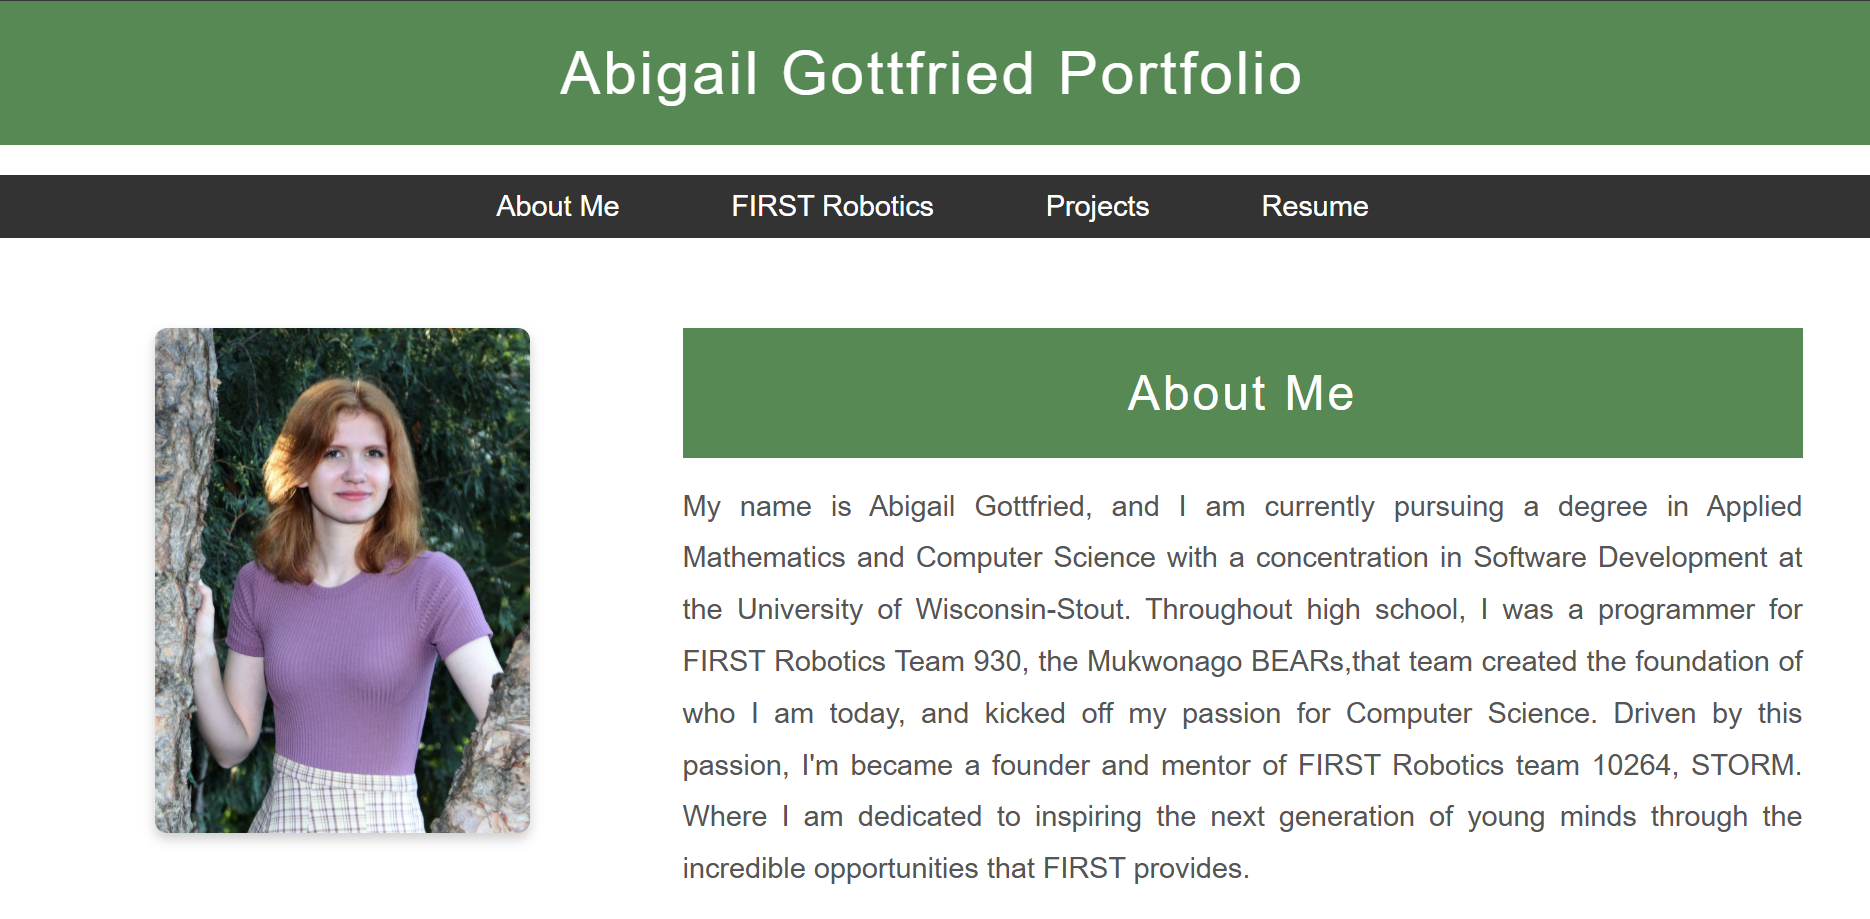 Abigail Gottfried Portfolio
About Me FIRST Robotics Projects Resume
About Me
My name is Abigail Gottfried, and I am currently pursuing a degree in Applied
Mathematics and Computer Science with a concentration in Software Development at
the University of Wisconsin-Stout. Throughout high school, I was a programmer for
FIRST Robotics Team 930, the Mukwonago BEARs,that team created the foundation of
who I am today, and kicked off my passion for Computer Science. Driven by this
passion, I'm became a founder and mentor of FIRST Robotics team 10264, STORM.
Where I am dedicated to inspiring the next generation of young minds through the
incredible opportunities that FIRST provides.